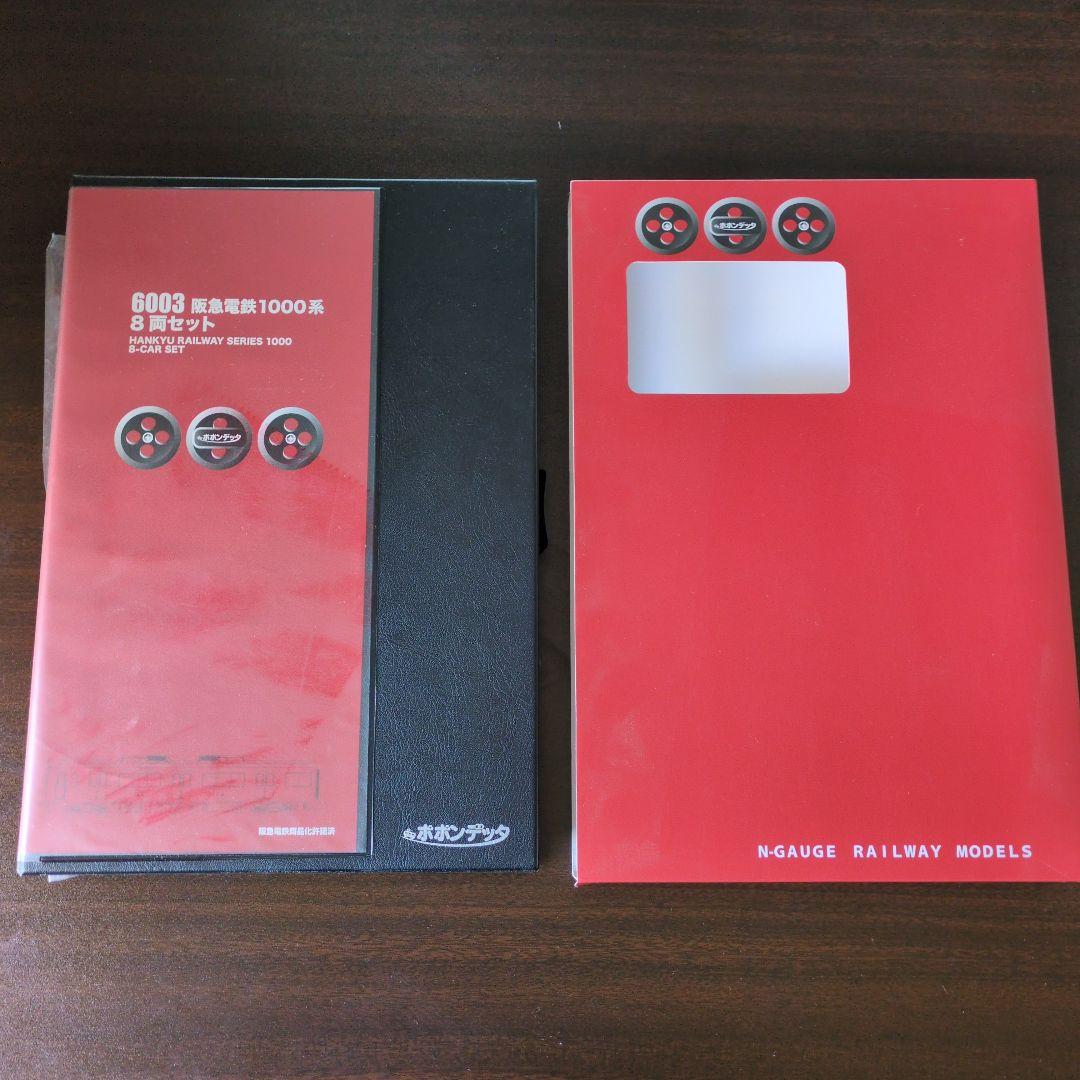 6003 阪急電鉄1000系
8両セット
HANKYU RAILWAY SERIES 1000
8-CAR SET
ポポンデッタ
阪急電鉄商品化許諾済
ポポンデッタ
ポポンデッタ
N-GAUGE RAILWAY MODELS